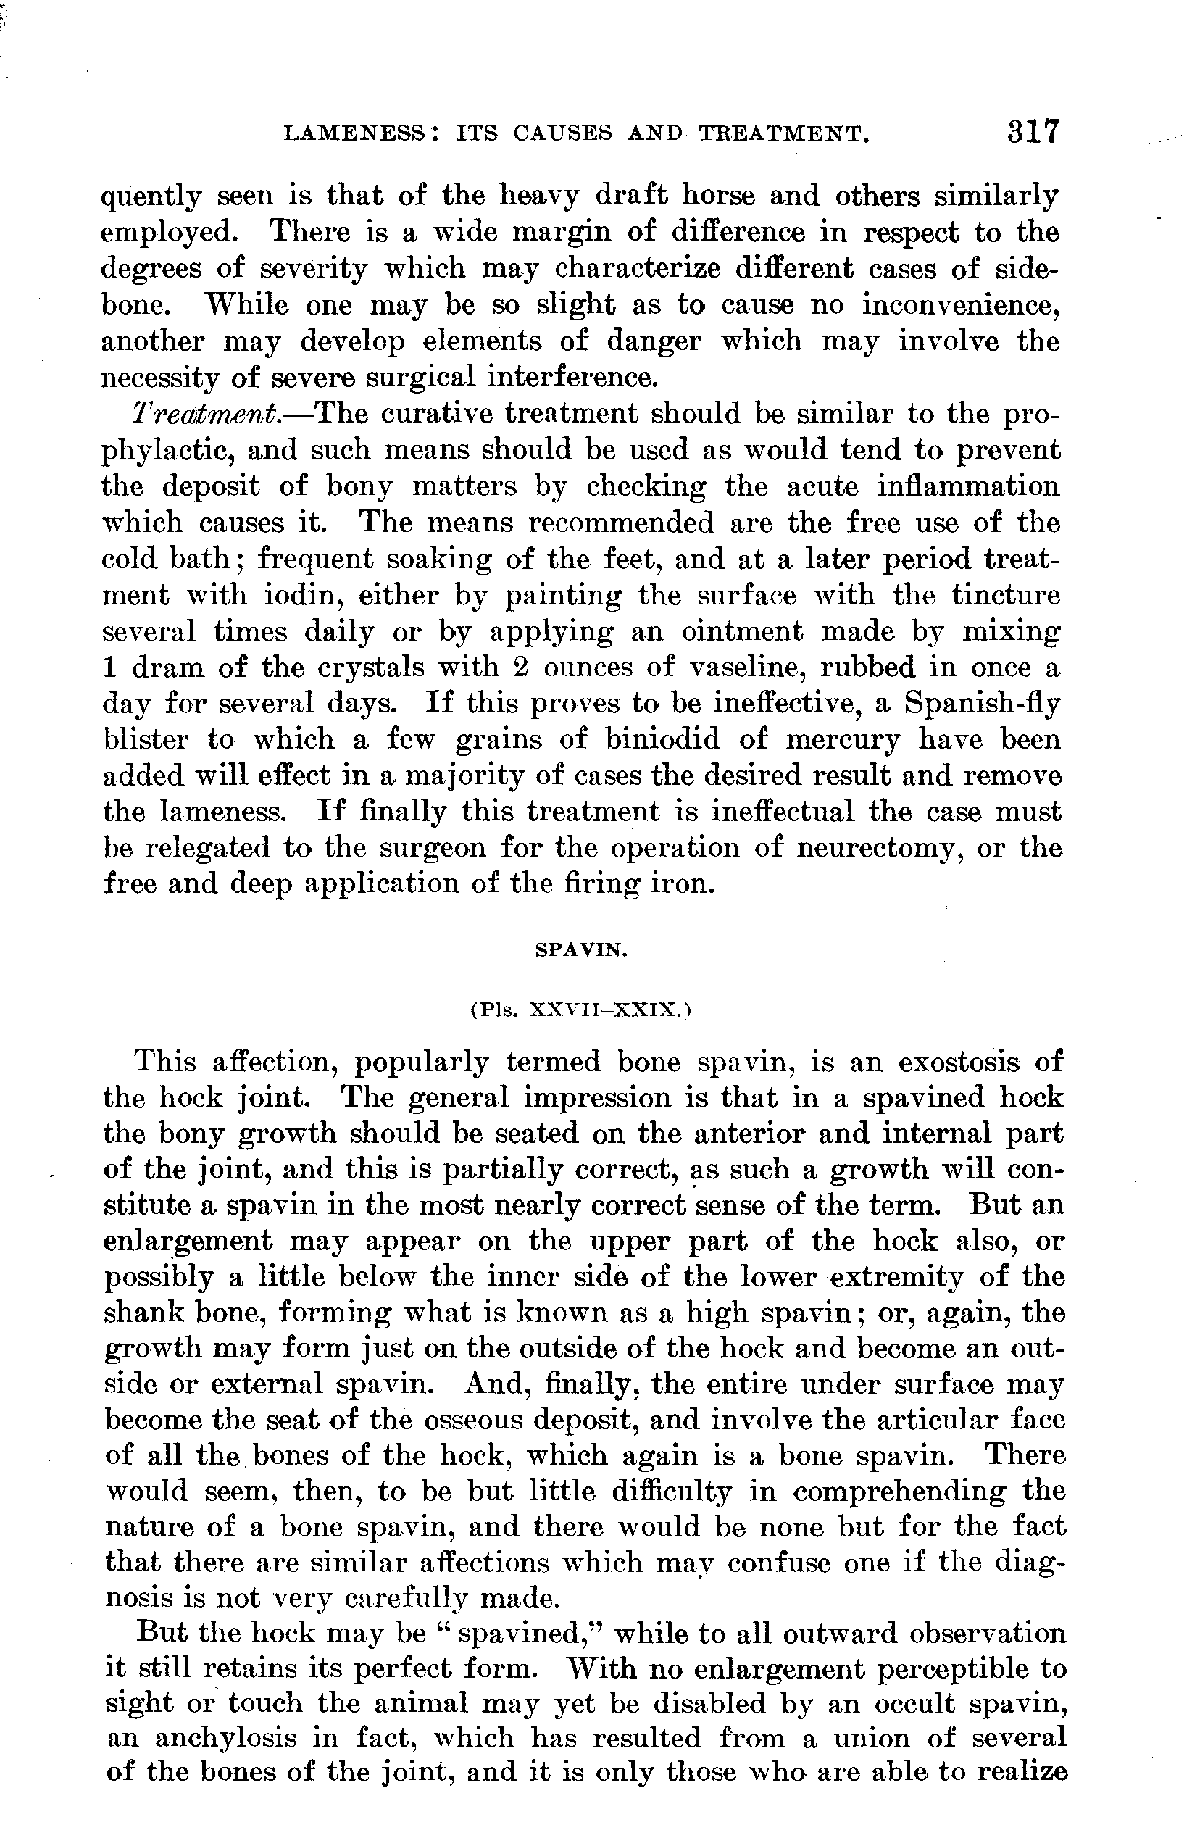 LAMENESS: ITS CAUSES AND TREATMENT. 317
quently seen is that of the heavy draft horse and others similarly
employed. There is a wide margin of difference in respect to the
degrees of severity which may characterize different cases of side-
bone. While one may be so slight as to cause no inconvenience,
another may develop elements of danger which may involve the
necessity of severe surgical interference.
Treatment.—The curative treatment should be similar to the pro-
phylactic, and such means should be used as would tend to prevent
the deposit of bony matters by checking the acute inflammation
which causes it. The means recommended are the free use of the
cold bath; frequent soaking of the feet, and at a later period treat-
ment with iodin, either by painting the surface with the tincture
several times daily or by applying an ointment made by mixing
1 dram of the crystals with 2 ounces of vaseline, rubbed in once a
day for several days. If this proves to be ineffective, a Spanish-fly
blister to which a few grains of biniodid of mercury have been
added will effect in a majority of cases the desired result and remove
the lameness. If finally this treatment is ineffectual the case must
be relegated to the surgeon for the operation of neurectomy, or the
free and deep application of the firing iron.
SPAVIN.
(Pls. XXVII–XXIX.)
This affection, popularly termed bone spavin, is an exostosis of
the hock joint. The general impression is that in a spavined hock
the bony growth should be seated on the anterior and internal part
of the joint, and this is partially correct, as such a growth will con-
stitute a spavin in the most nearly correct sense of the term. But an
enlargement may appear on the upper part of the hock also, or
possibly a little below the inner side of the lower extremity of the
shank bone, forming what is known as a high spavin; or, again, the
growth may form just on the outside of the hock and become an out-
side or external spavin. And, finally, the entire under surface may
become the seat of the osseous deposit, and involve the articular face
of all the bones of the hock, which again is a bone spavin. There
would seem, then, to be but little difficulty in comprehending the
nature of a bone spavin, and there would be none but for the fact
that there are similar affections which may confuse one if the diag-
nosis is not very carefully made.
But the hock may be "spavined," while to all outward observation
it still retains its perfect form. With no enlargement perceptible to
sight or touch the animal may yet be disabled by an occult spavin,
an anchylosis in fact, which has resulted from a union of several
of the bones of the joint, and it is only those who are able to realize